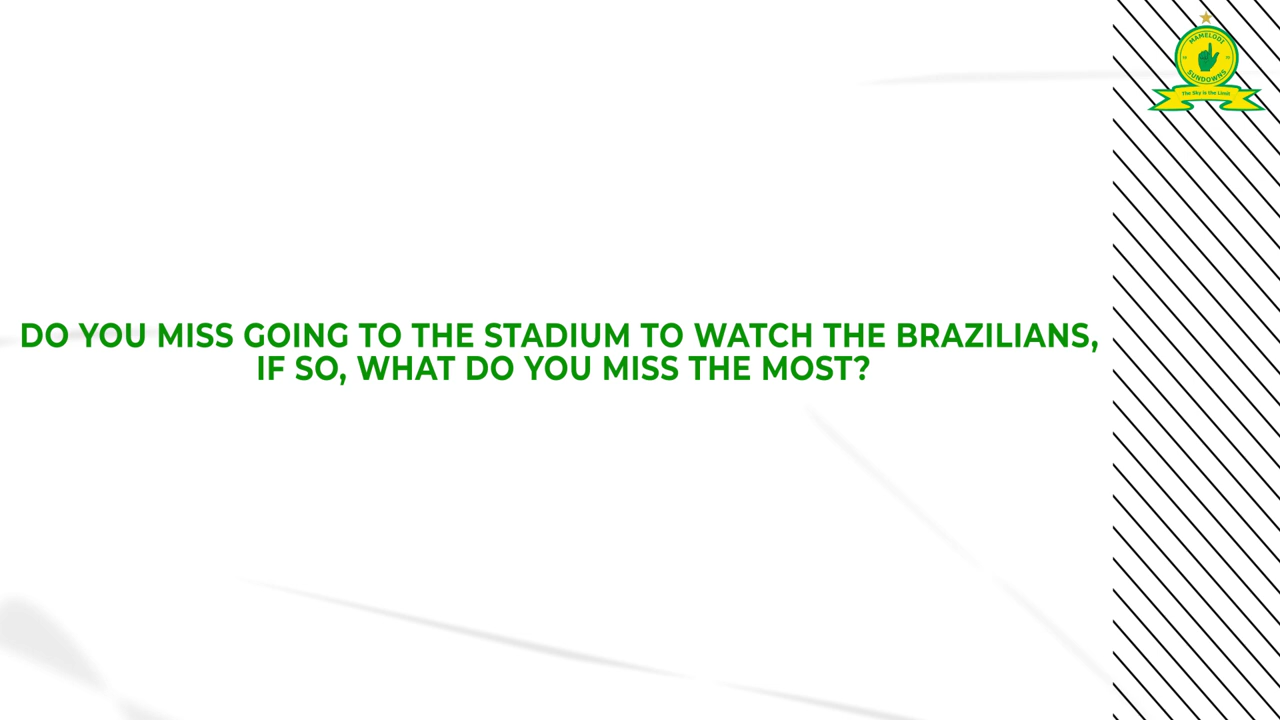 MAMELODI
SUNDOWNS
The Sky is the Limit
DO YOU MISS GOING TO THE STADIUM TO WATCH THE BRAZILIANS,
IF SO, WHAT DO YOU MISS THE MOST?